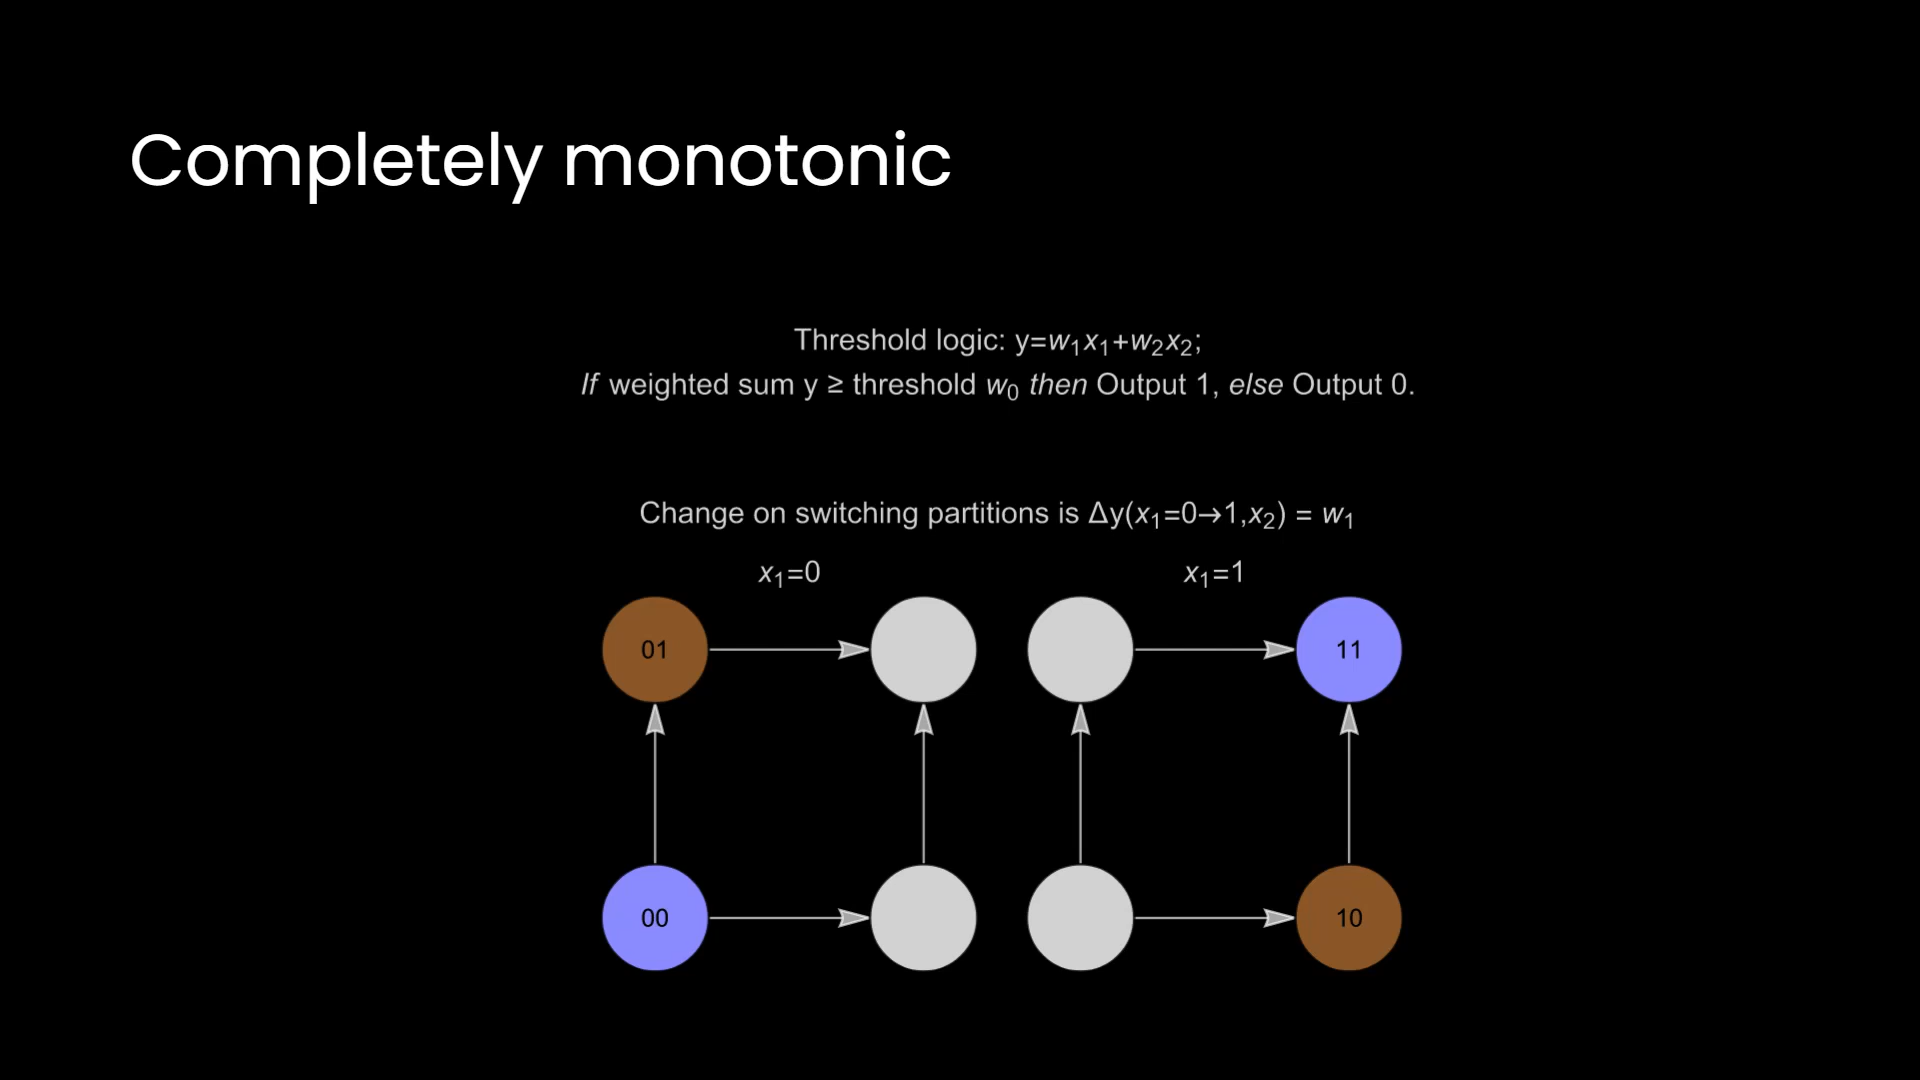 Completely monotonic
Threshold logic: y=w₁x₁+w₂x₂;
If weighted sum y ≥ threshold w₀ then Output 1, else Output 0.
Change on switching partitions is Δy(x₁=0→1,x₂) = w₁
x₁=0
x₁=1
01
11
00
10